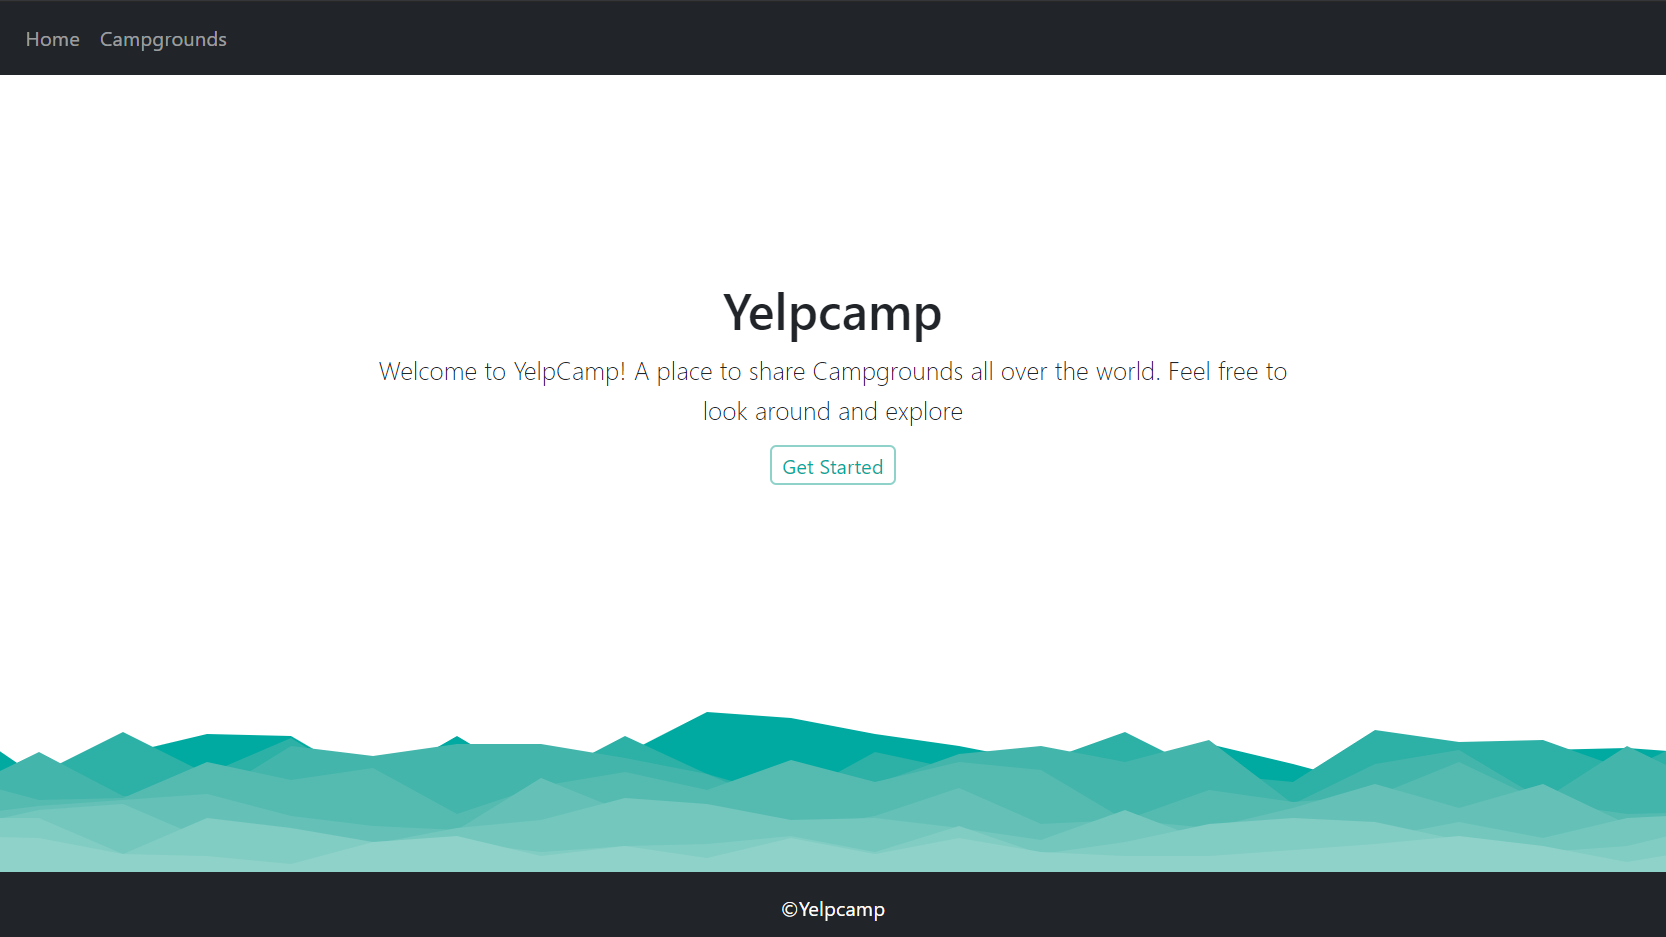 Home Campgrounds
Yelpcamp
Welcome to YelpCamp! A place to share Campgrounds all over the world. Feel free to
look around and explore
Get Started
©Yelpcamp